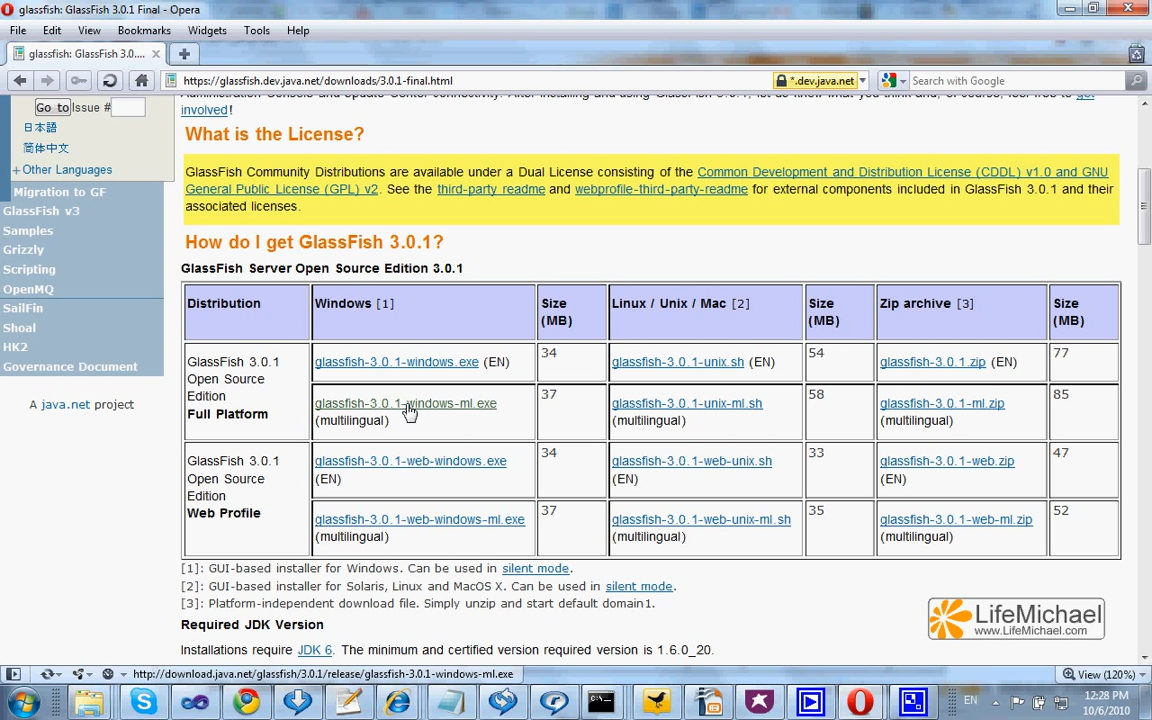 glassfish: GlassFish 3.0.1 Final - Opera
File Edit View Bookmarks Widgets Tools Help
glassfish: GlassFish 3.0....
https://glassfish.dev.java.net/downloads/3.0.1-final.html *.dev.java.net Search with Google
involved!
Go to Issue #
日本語
简体中文
+Other Languages
Migration to GF
GlassFish v3
Samples
Grizzly
Scripting
OpenMQ
SailFin
Shoal
HK2
Governance Document
A java.net project
What is the License?
GlassFish Community Distributions are available under a Dual License consisting of the Common Development and Distribution License (CDDL) v1.0 and GNU
General Public License (GPL) v2. See the third-party readme and webprofile-third-party-readme for external components included in GlassFish 3.0.1 and their
associated licenses.
How do I get GlassFish 3.0.1?
GlassFish Server Open Source Edition 3.0.1
Distribution Windows [1] Size (MB) Linux / Unix / Mac [2] Size (MB) Zip archive [3] Size (MB)
GlassFish 3.0.1
Open Source
Edition
Full Platform
glassfish-3.0.1-windows.exe (EN) 34 glassfish-3.0.1-unix.sh (EN) 54 glassfish-3.0.1.zip (EN) 77
glassfish-3.0.1-windows-ml.exe 37 glassfish-3.0.1-unix-ml.sh 58 glassfish-3.0.1-ml.zip 85
(multilingual) (multilingual) (multilingual)
GlassFish 3.0.1
Open Source
Edition
Web Profile
glassfish-3.0.1-web-windows.exe 34 glassfish-3.0.1-web-unix.sh 33 glassfish-3.0.1-web.zip 47
(EN) (EN) (EN)
glassfish-3.0.1-web-windows-ml.exe 37 glassfish-3.0.1-web-unix-ml.sh 35 glassfish-3.0.1-web-ml.zip 52
(multilingual) (multilingual) (multilingual)
[1]: GUI-based installer for Windows. Can be used in silent mode.
[2]: GUI-based installer for Solaris, Linux and MacOS X. Can be used in silent mode.
[3]: Platform-independent download file. Simply unzip and start default domain1.
Required JDK Version
Installations require JDK 6. The minimum and certified version required version is 1.6.0_20.
LifeMichael
www.LifeMichael.com
http://download.java.net/glassfish/3.0.1/release/glassfish-3.0.1-windows-ml.exe View (120%)
EN 12:28 PM
10/6/2010